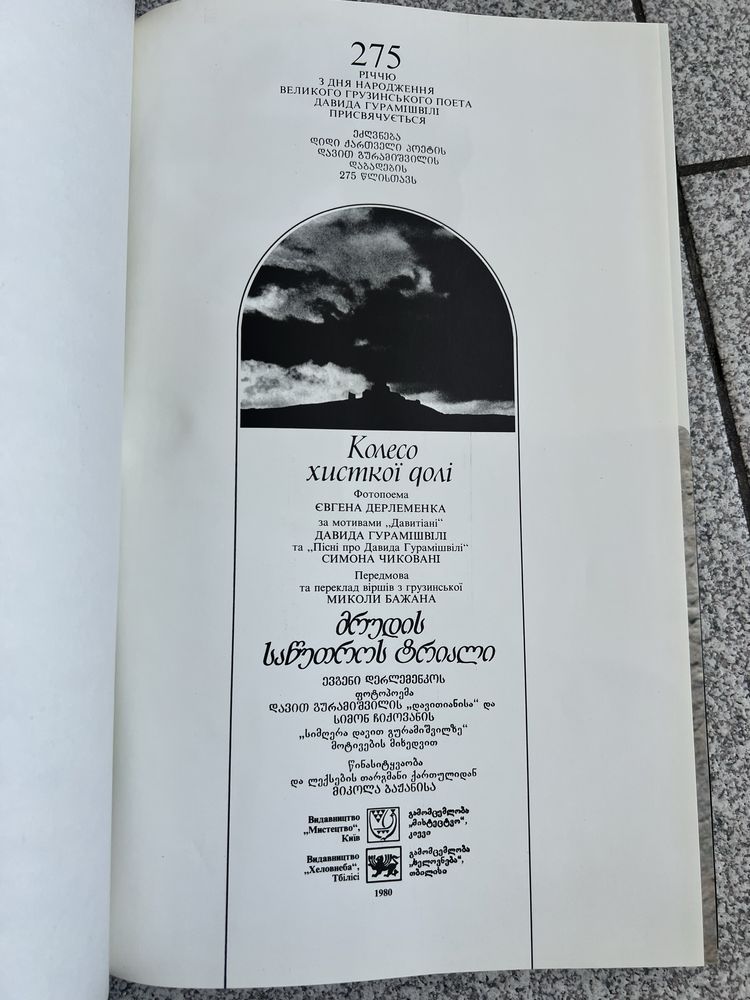 275
РІЧЧЮ
З ДНЯ НАРОДЖЕННЯ
ВЕЛИКОГО ГРУЗИНСЬКОГО ПОЕТА
ДАВИДА ГУРАМІШВІЛІ
ПРИСВЯЧУЄТЬСЯ
ეძღვნება
დიდი ქართველი პოეტის
დავით გურამიშვილის
დაბადების
275 წლისთავს
Колесо
хисткої долі
Фотопоема
ЄВГЕНА ДЕРЛЕМЕНКА
за мотивами „Давитіані“
ДАВИДА ГУРАМІШВІЛІ
та „Пісні про Давида Гурамішвілі“
СИМОНА ЧИКОВАНІ
Передмова
та переклад віршів з грузинської
МИКОЛИ БАЖАНА
მრუდის
საწუთროს ტრიალი
ევგენი დერლემენკოს
ფოტოპოემა
დავით გურამიშვილის „დავითიანისა“ და
სიმონ ჩიქოვანის
„სიმღერა დავით გურამიშვილზე“
მოტივების მიხედვით
წინასიტყვაობა
და ლექსების თარგმანი ქართულიდან
მიკოლა ბაჟანისა
Видавництво
„Мистецтво“,
Київ
გამომცემლობა
„მისტეცტვო“,
კიევი
Видавництво
„Хеловнеба“,
Тбілісі
გამომცემლობა
„ხელოვნება“,
თბილისი
1980